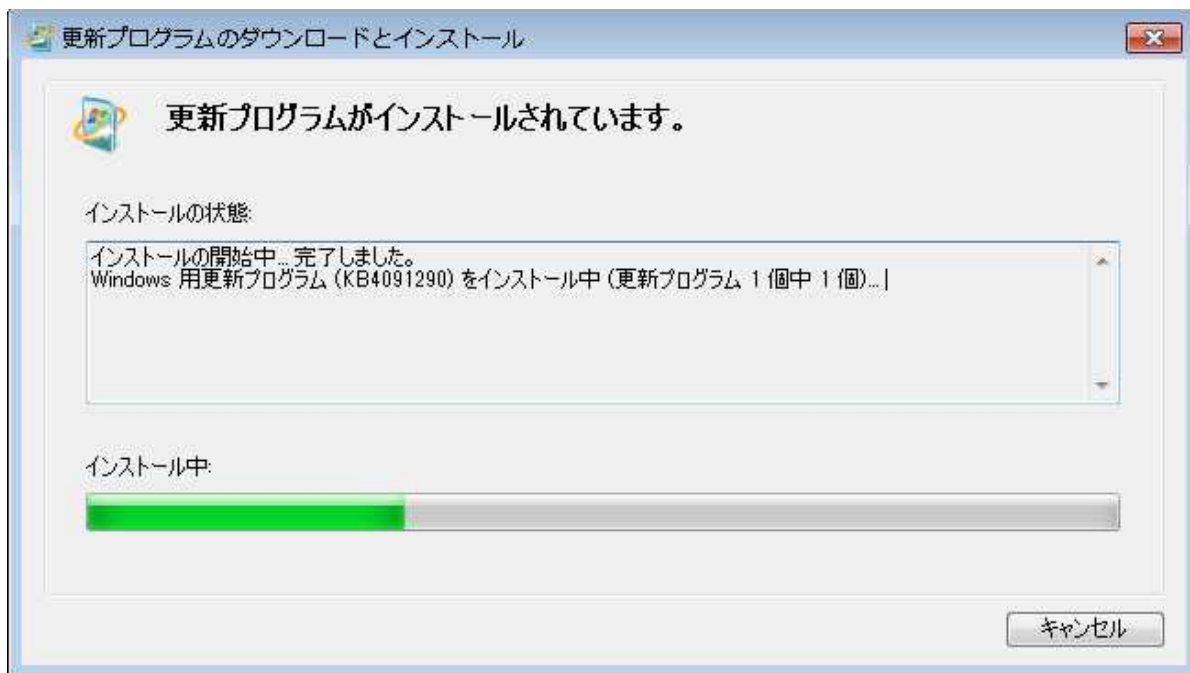 更新プログラムのダウンロードとインストール
更新プログラムがインストールされています。
インストールの状態:
インストールの開始中... 完了しました。
Windows 用更新プログラム (KB4091290) をインストール中 (更新プログラム 1 個中 1 個)...
インストール中:
キャンセル